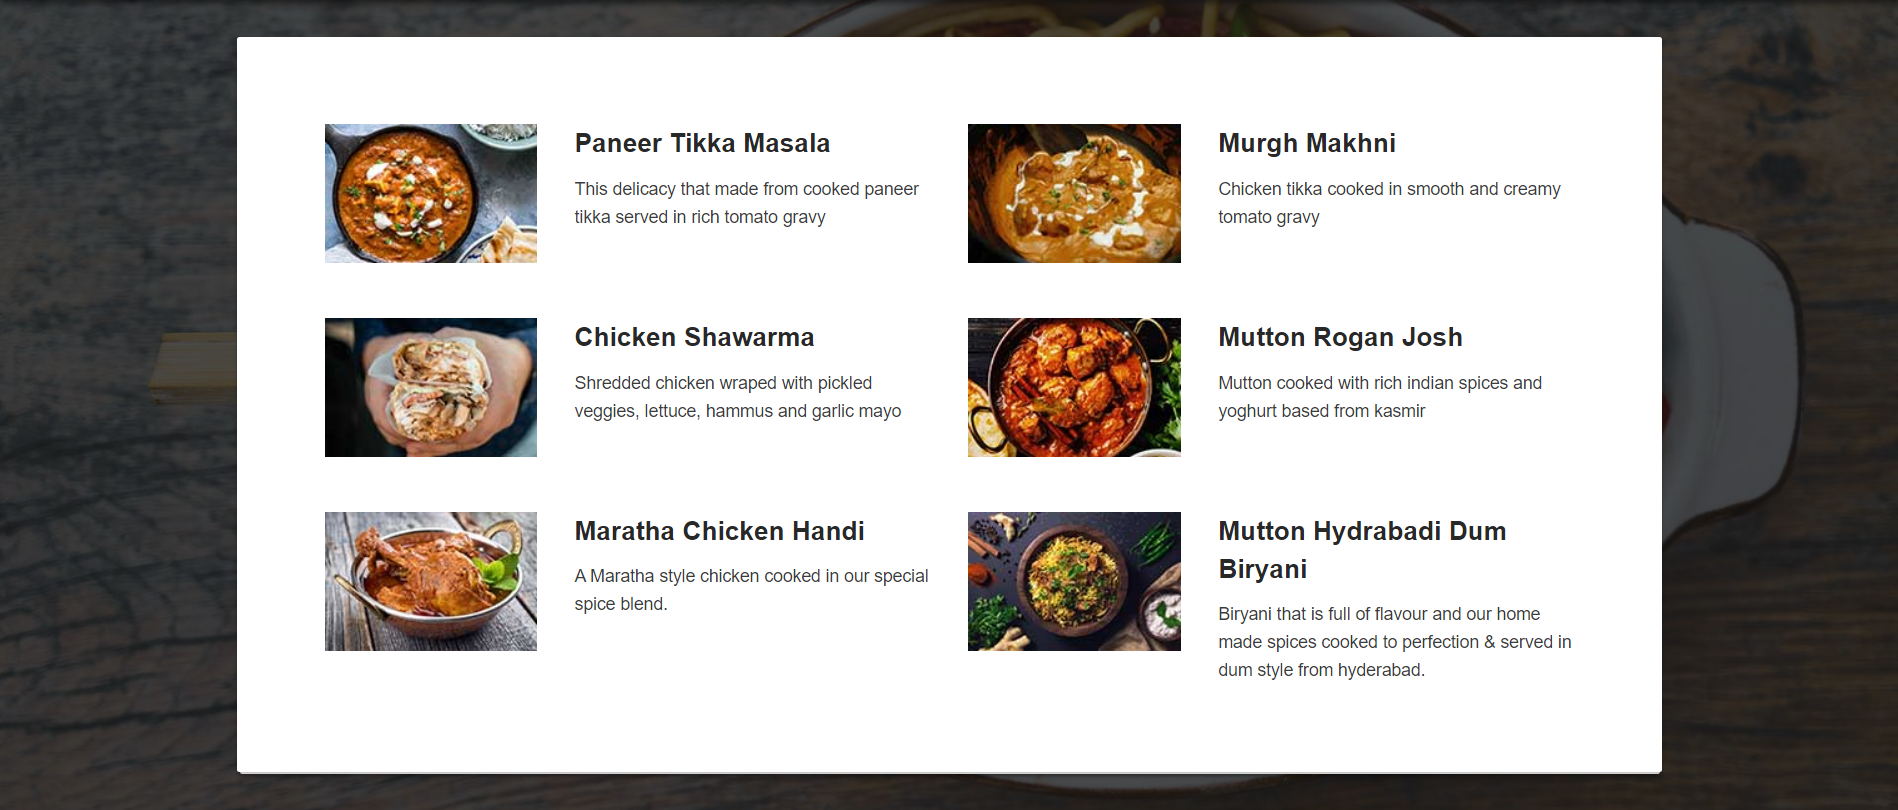 Paneer Tikka Masala
This delicacy that made from cooked paneer
tikka served in rich tomato gravy
Murgh Makhni
Chicken tikka cooked in smooth and creamy
tomato gravy
Chicken Shawarma
Shredded chicken wraped with pickled
veggies, lettuce, hammus and garlic mayo
Mutton Rogan Josh
Mutton cooked with rich indian spices and
yoghurt based from kasmir
Maratha Chicken Handi
A Maratha style chicken cooked in our special
spice blend.
Mutton Hydrabadi Dum
Biryani
Biryani that is full of flavour and our home
made spices cooked to perfection & served in
dum style from hyderabad.